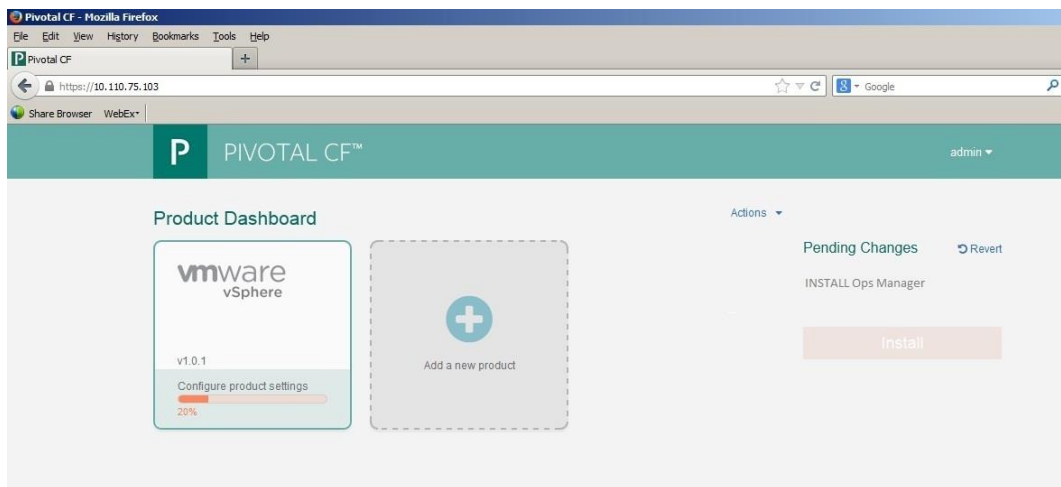 Pivotal CF - Mozilla Firefox
File Edit View History Bookmarks Tools Help
Pivotal CF
https://10.110.75.103
Google
Share Browser WebEx
P PIVOTAL CF™
admin
Product Dashboard
Actions
vmware
vSphere
v1.0.1
Configure product settings
20%
Add a new product
Pending Changes
Revert
INSTALL Ops Manager
Install